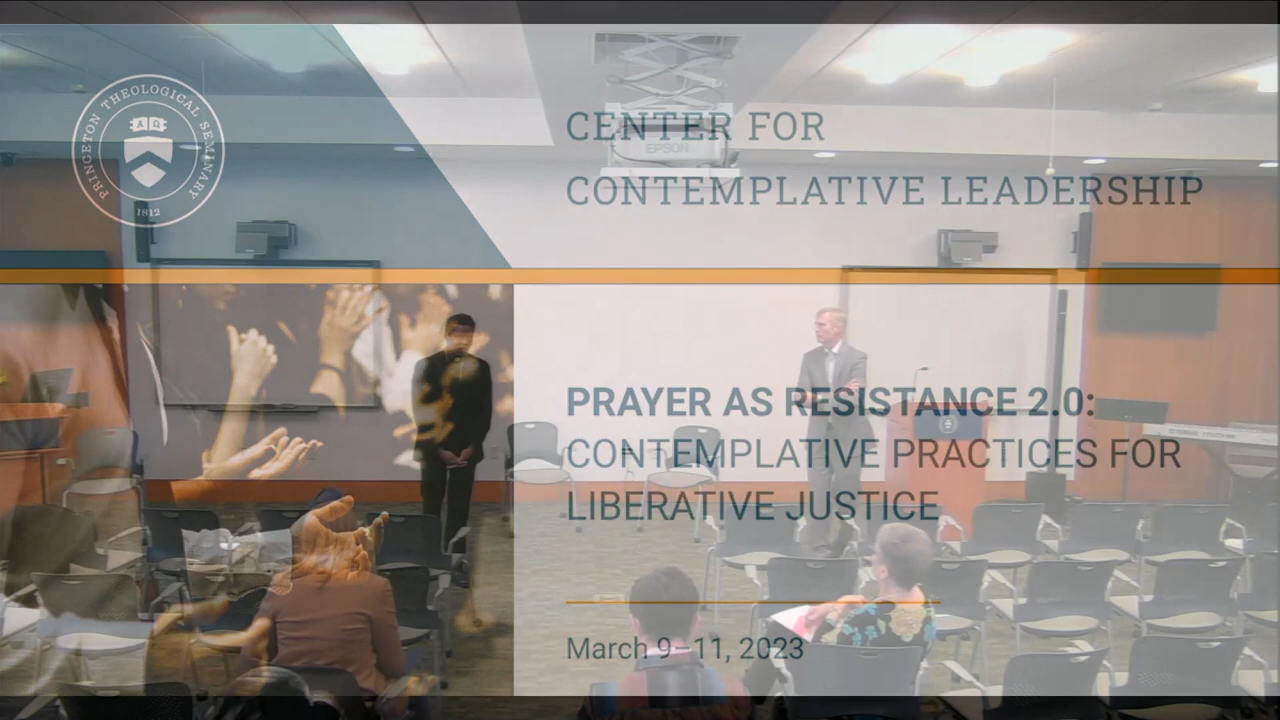 PRINCETON THEOLOGICAL SEMINARY
1812
CENTER FOR
EPSON
CONTEMPLATIVE LEADERSHIP
PRAYER AS RESISTANCE 2.0:
CONTEMPLATIVE PRACTICES FOR
LIBERATIVE JUSTICE
March 9–11, 2023